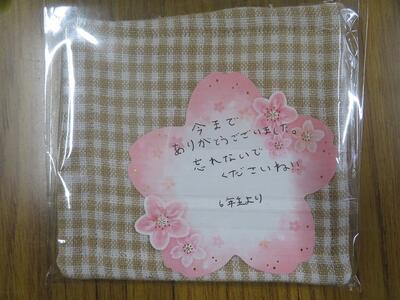 今まで
ありがとうございました。
忘れないで
くださいね!!
6年生より